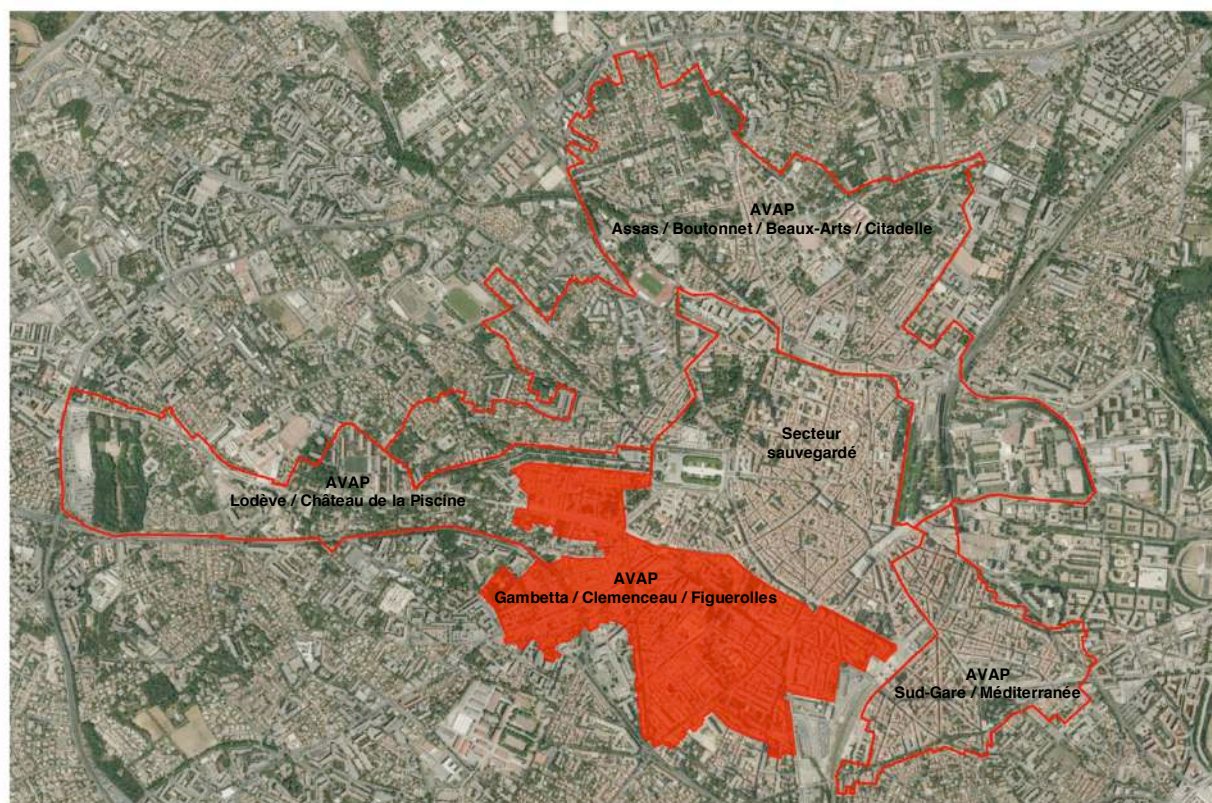 AVAP
Assas / Boutonnet / Beaux-Arts / Citadelle
Secteur
sauvegardé
AVAP
Lodève / Château de la Piscine
AVAP
Gambetta / Clemenceau / Figuerolles
AVAP
Sud-Gare / Méditerranée